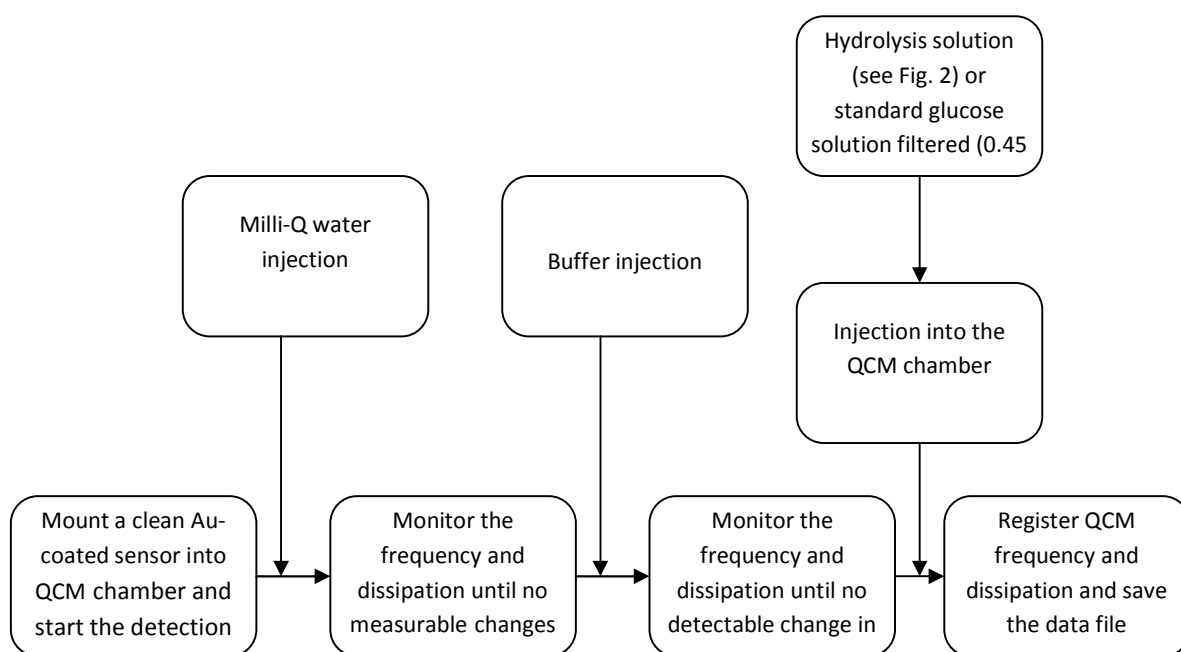 Hydrolysis solution
(see Fig. 2) or
standard glucose
solution filtered (0.45
Milli-Q water
injection
Buffer injection
Injection into the
QCM chamber
Mount a clean Au-
coated sensor into
QCM chamber and
start the detection
Monitor the
frequency and
dissipation until no
measurable changes
Monitor the
frequency and
dissipation until no
detectable change in
Register QCM
frequency and
dissipation and save
the data file